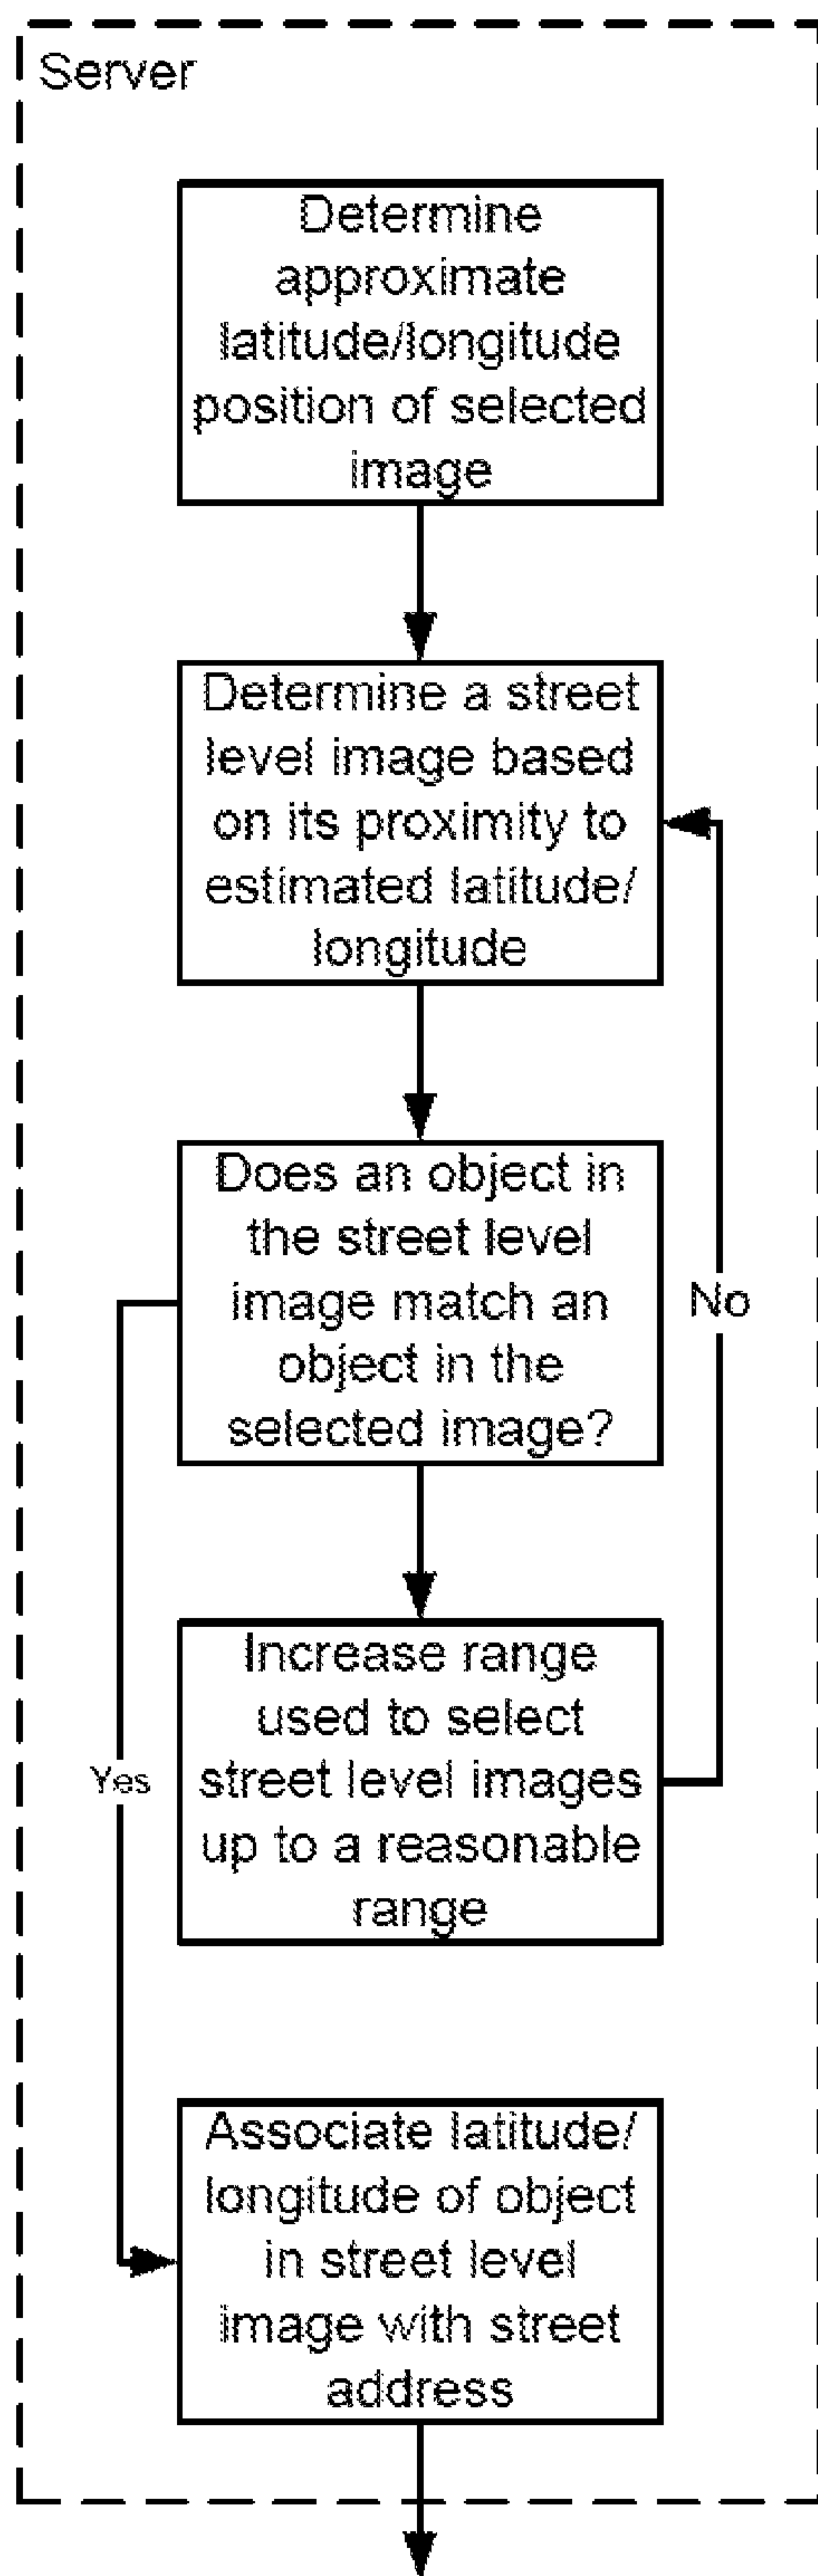 Server
Determine
approximate
latitude/longitude
position of selected
image
Determine a street
level image based
on its proximity to
estimated latitude/
longitude
Does an object in
the street level
image match an
object in the
selected image?
No
Increase range
used to select
street level images
up to a reasonable
range
Yes
Associate latitude/
longitude of object
in street level
image with street
address